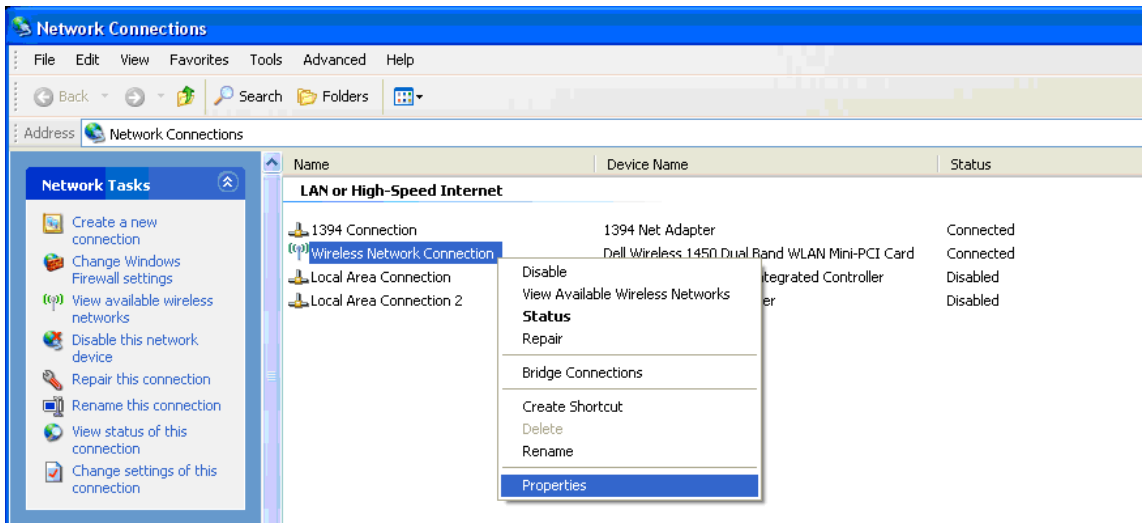 Network Connections
File Edit View Favorites Tools Advanced Help
Back Search Folders
Address Network Connections
Network Tasks
Create a new
connection
Change Windows
Firewall settings
View available wireless
networks
Disable this network
device
Repair this connection
Rename this connection
View status of this
connection
Change settings of this
connection
Name Device Name Status
LAN or High-Speed Internet
1394 Connection 1394 Net Adapter Connected
Wireless Network Connection Dell Wireless 1450 Dual Band WLAN Mini-PCI Card Connected
Local Area Connection Controller Disabled
Local Area Connection 2 Disabled
Disable
View Available Wireless Networks
Status
Repair
Bridge Connections
Create Shortcut
Delete
Rename
Properties